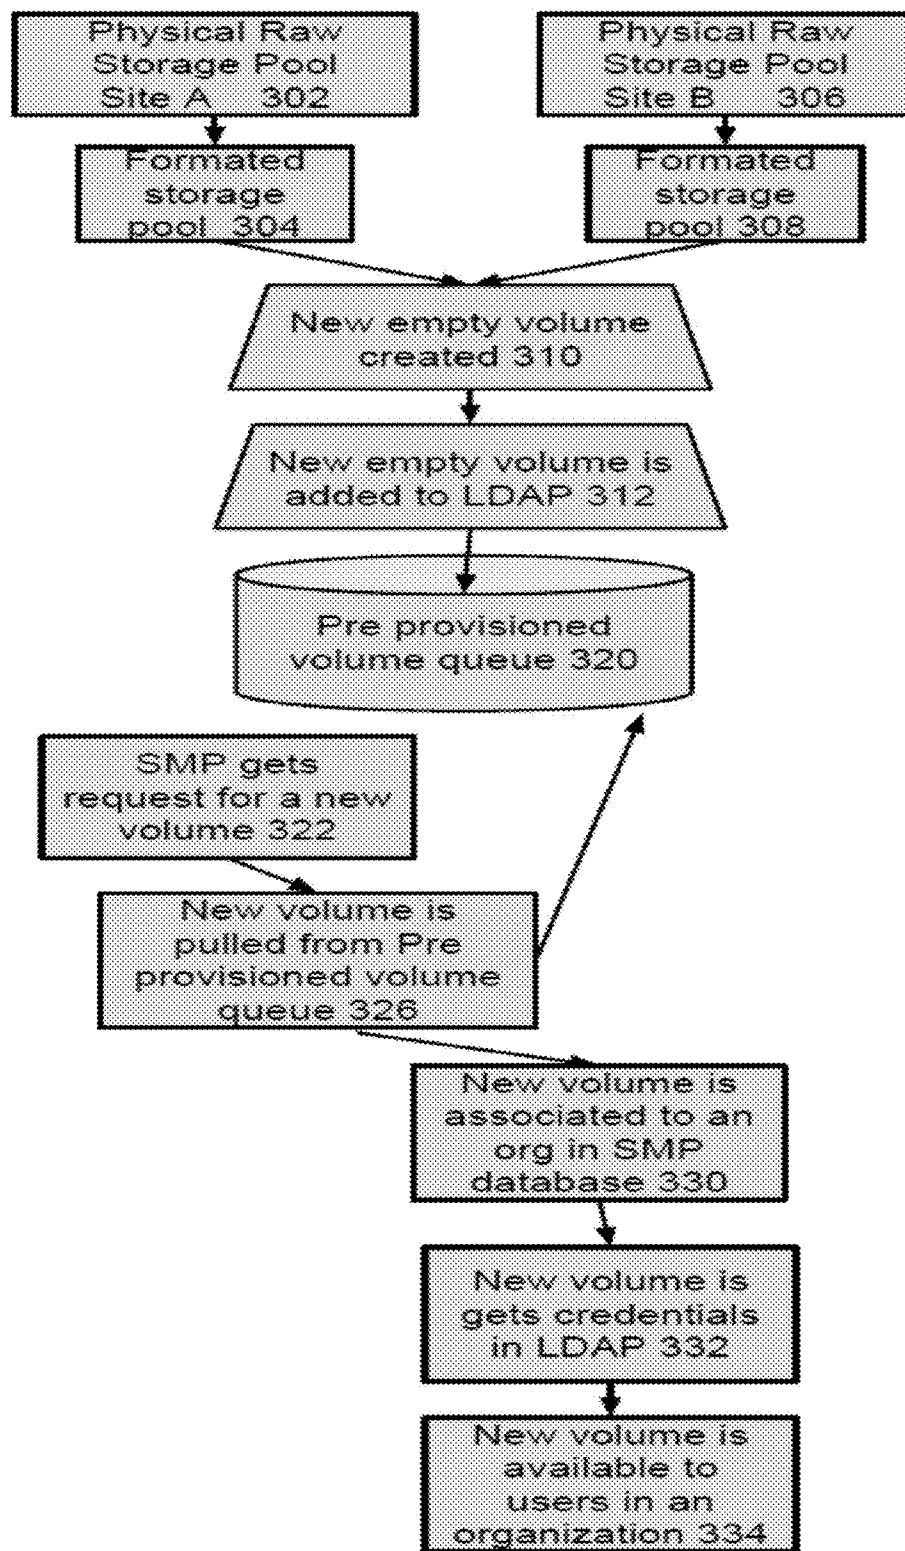 Physical Raw
Storage Pool
Site A 302
Physical Raw
Storage Pool
Site B 306
Formated
storage
pool 304
Formated
storage
pool 308
New empty volume
created 310
New empty volume is
added to LDAP 312
Pre provisioned
volume queue 320
SMP gets
request for a new
volume 322
New volume is
pulled from Pre
provisioned volume
queue 326
New volume is
associated to an
org in SMP
database 330
New volume is
gets credentials
in LDAP 332
New volume is
available to
users in an
organization 334